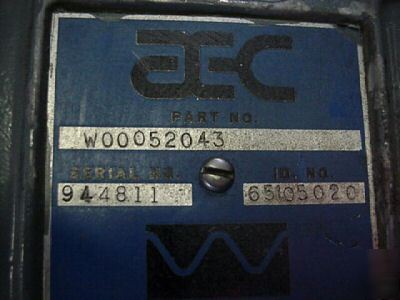 AEC
PART NO.
W00052043
SERIAL NO. ID. NO.
944811 65105020